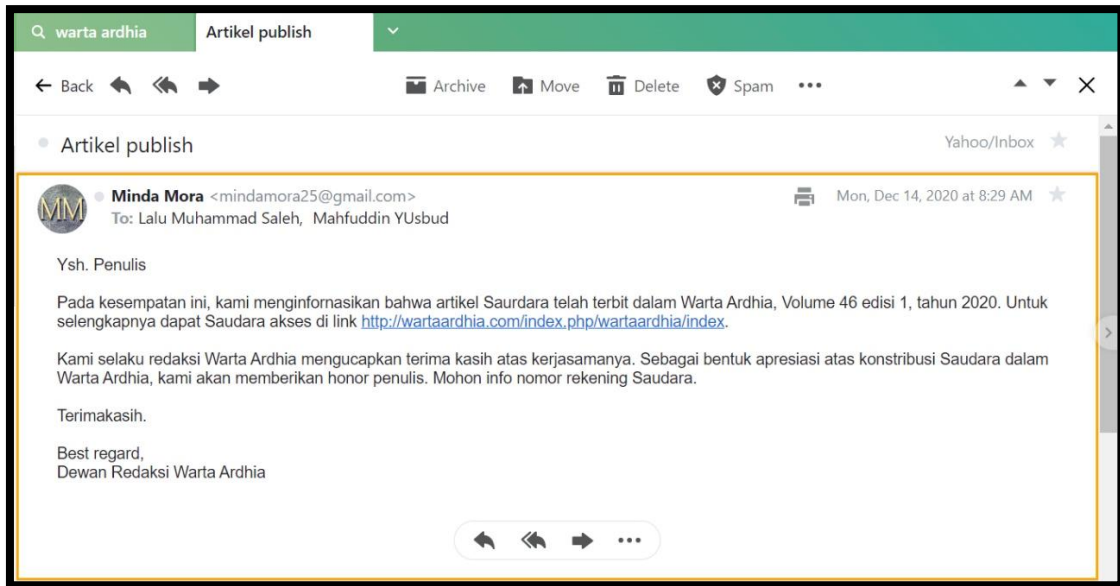 warta ardhia
Artikel publish
Back
Archive
Move
Delete
Spam
Artikel publish
Yahoo/Inbox
MM
Minda Mora <mindamora25@gmail.com>
Mon, Dec 14, 2020 at 8:29 AM
To: Lalu Muhammad Saleh, Mahfuddin YUsbud
Ysh. Penulis
Pada kesempatan ini, kami menginfornasikan bahwa artikel Saurdara telah terbit dalam Warta Ardhia, Volume 46 edisi 1, tahun 2020. Untuk
selengkapnya dapat Saudara akses di link http://wartaardhia.com/index.php/wartaardhia/index.
Kami selaku redaksi Warta Ardhia mengucapkan terima kasih atas kerjasamanya. Sebagai bentuk apresiasi atas konstribusi Saudara dalam
Warta Ardhia, kami akan memberikan honor penulis. Mohon info nomor rekening Saudara.
Terimakasih.
Best regard,
Dewan Redaksi Warta Ardhia